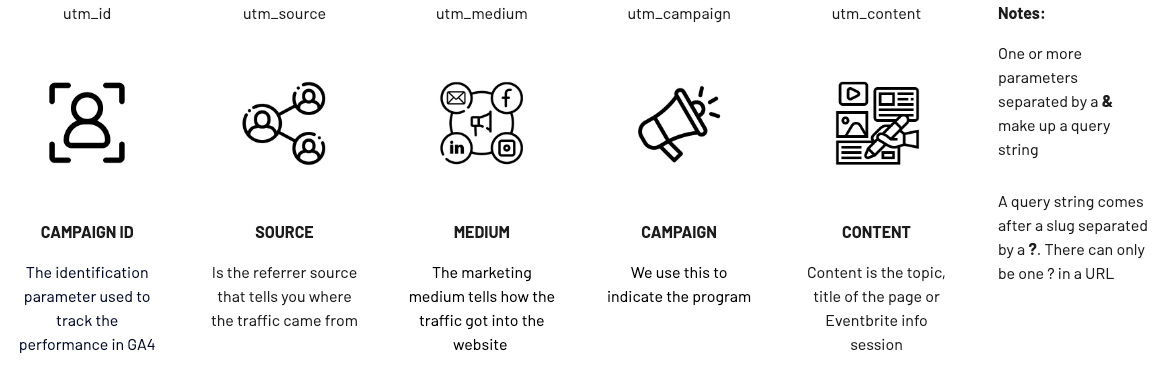 utm_id
utm_source
utm_medium
utm_campaign
utm_content
Notes:
One or more
parameters
separated by a &
make up a query
string
in
f
CAMPAIGN ID
The identification
parameter used to
track the
performance in GA4
SOURCE
Is the referrer source
that tells you where
the traffic came from
MEDIUM
The marketing
medium tells how the
traffic got into the
website
CAMPAIGN
We use this to
indicate the program
CONTENT
Content is the topic,
title of the page or
Eventbrite info
session
A query string comes
after a slug separated
by a ?. There can only
be one ? in a URL